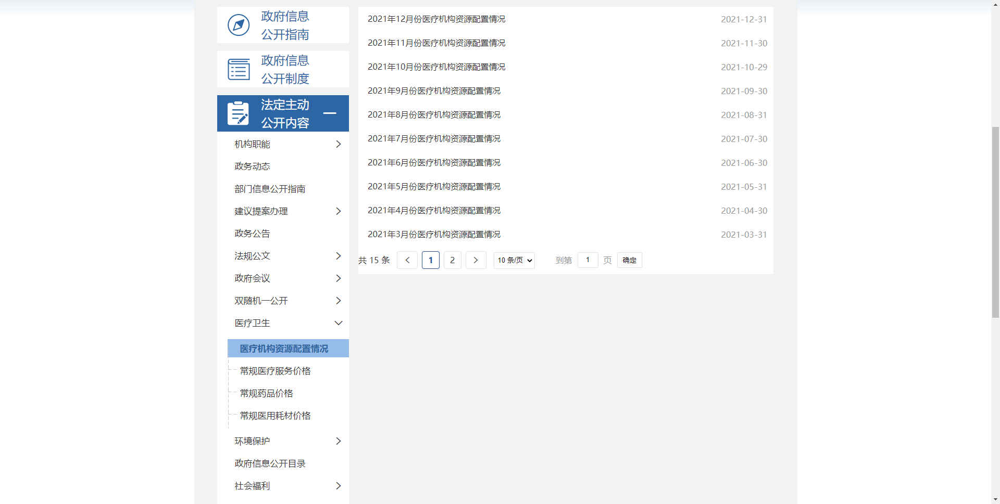 政府信息
公开指南
政府信息
公开制度
法定主动
公开内容
机构职能
政务动态
部门信息公开指南
建议提案办理
政务公告
法规公文
政府会议
双随机一公开
医疗卫生
医疗机构资源配置情况
常规医疗服务价格
常规药品价格
常规医用耗材价格
环境保护
政府信息公开目录
社会福利
2021年12月份医疗机构资源配置情况 2021-12-31
2021年11月份医疗机构资源配置情况 2021-11-30
2021年10月份医疗机构资源配置情况 2021-10-29
2021年9月份医疗机构资源配置情况 2021-09-30
2021年8月份医疗机构资源配置情况 2021-08-31
2021年7月份医疗机构资源配置情况 2021-07-30
2021年6月份医疗机构资源配置情况 2021-06-30
2021年5月份医疗机构资源配置情况 2021-05-31
2021年4月份医疗机构资源配置情况 2021-04-30
2021年3月份医疗机构资源配置情况 2021-03-31
共 15 条 1 2 10 条/页 到第 1 页 确定